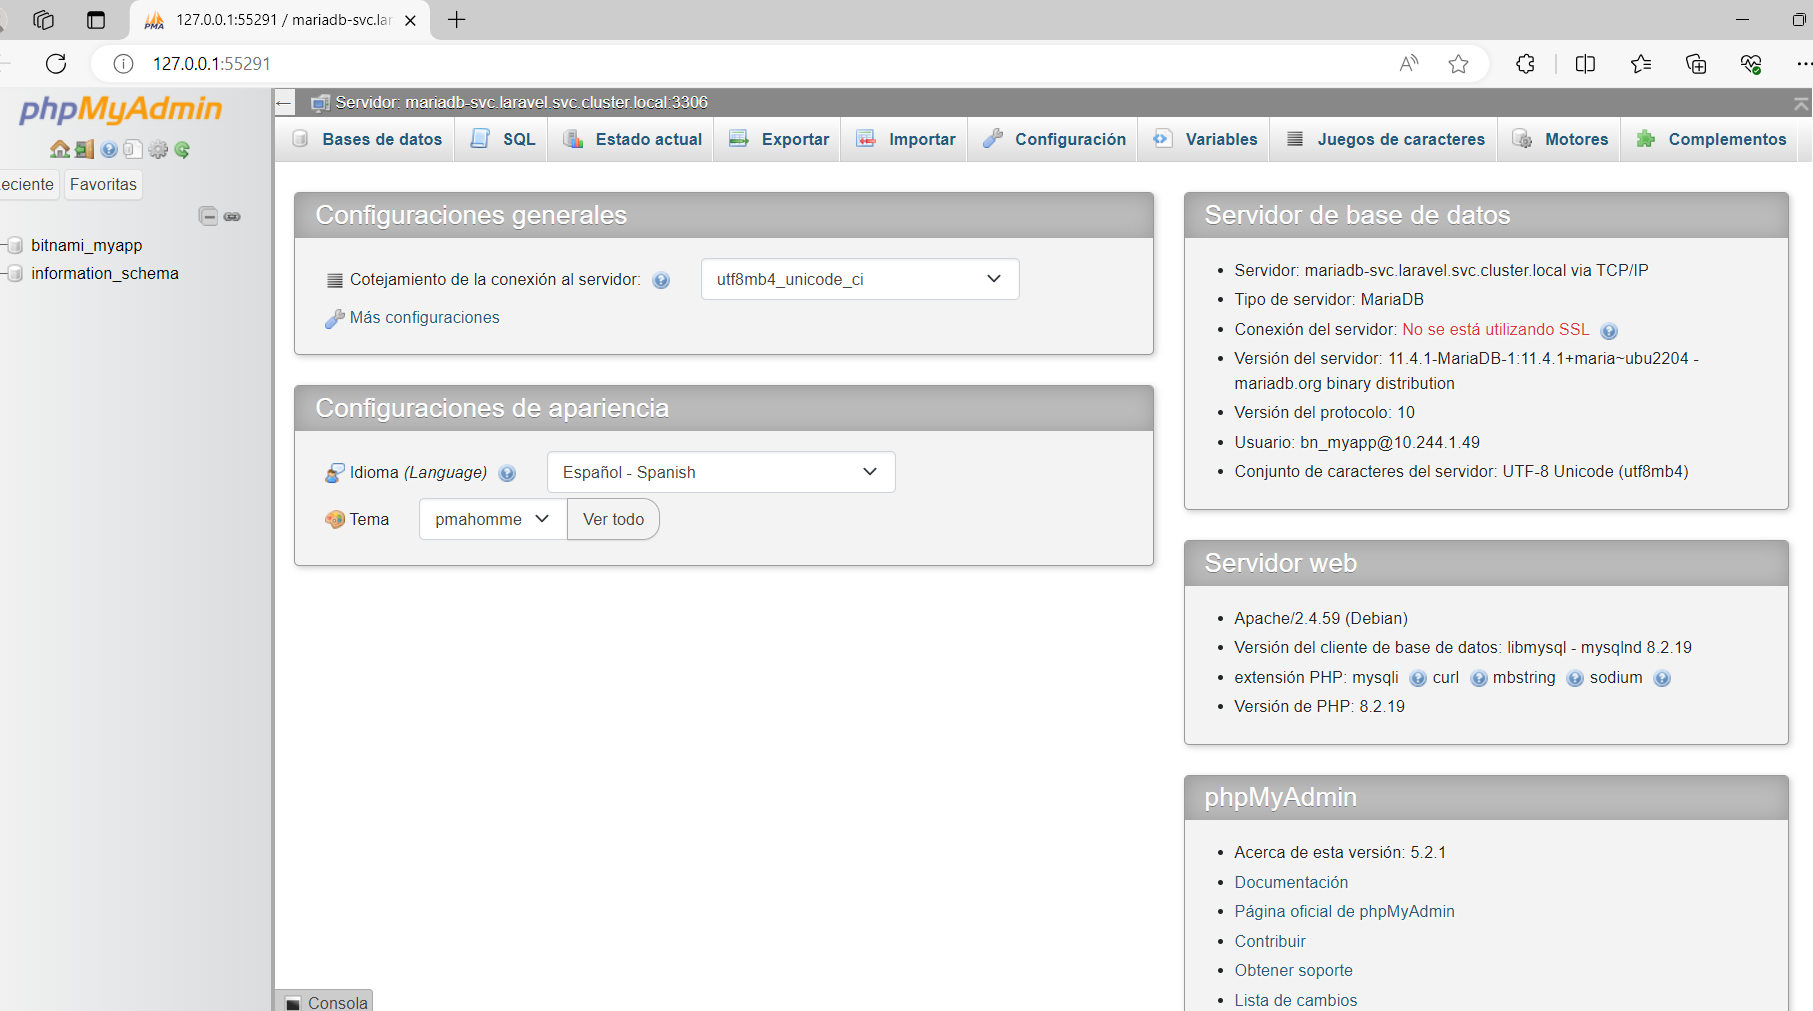 127.0.0.1:55291 / mariadb-svc.lar
127.0.0.1:55291
phpMyAdmin
eciente Favoritas
bitnami_myapp
information_schema
Servidor: mariadb-svc.laravel.svc.cluster.local:3306
Bases de datos SQL Estado actual Exportar Importar Configuración Variables Juegos de caracteres Motores Complementos
Configuraciones generales
Cotejamiento de la conexión al servidor: utf8mb4_unicode_ci
Más configuraciones
Configuraciones de apariencia
Idioma (Language) Español - Spanish
Tema pmahomme Ver todo
Servidor de base de datos
Servidor: mariadb-svc.laravel.svc.cluster.local via TCP/IP
Tipo de servidor: MariaDB
Conexión del servidor: No se está utilizando SSL
Versión del servidor: 11.4.1-MariaDB-1:11.4.1+maria~ubu2204 -
mariadb.org binary distribution
Versión del protocolo: 10
Usuario: bn_myapp@10.244.1.49
Conjunto de caracteres del servidor: UTF-8 Unicode (utf8mb4)
Servidor web
Apache/2.4.59 (Debian)
Versión del cliente de base de datos: libmysql - mysqlnd 8.2.19
extensión PHP: mysqli curl mbstring sodium
Versión de PHP: 8.2.19
phpMyAdmin
Acerca de esta versión: 5.2.1
Documentación
Página oficial de phpMyAdmin
Contribuir
Obtener soporte
Lista de cambios
Consola